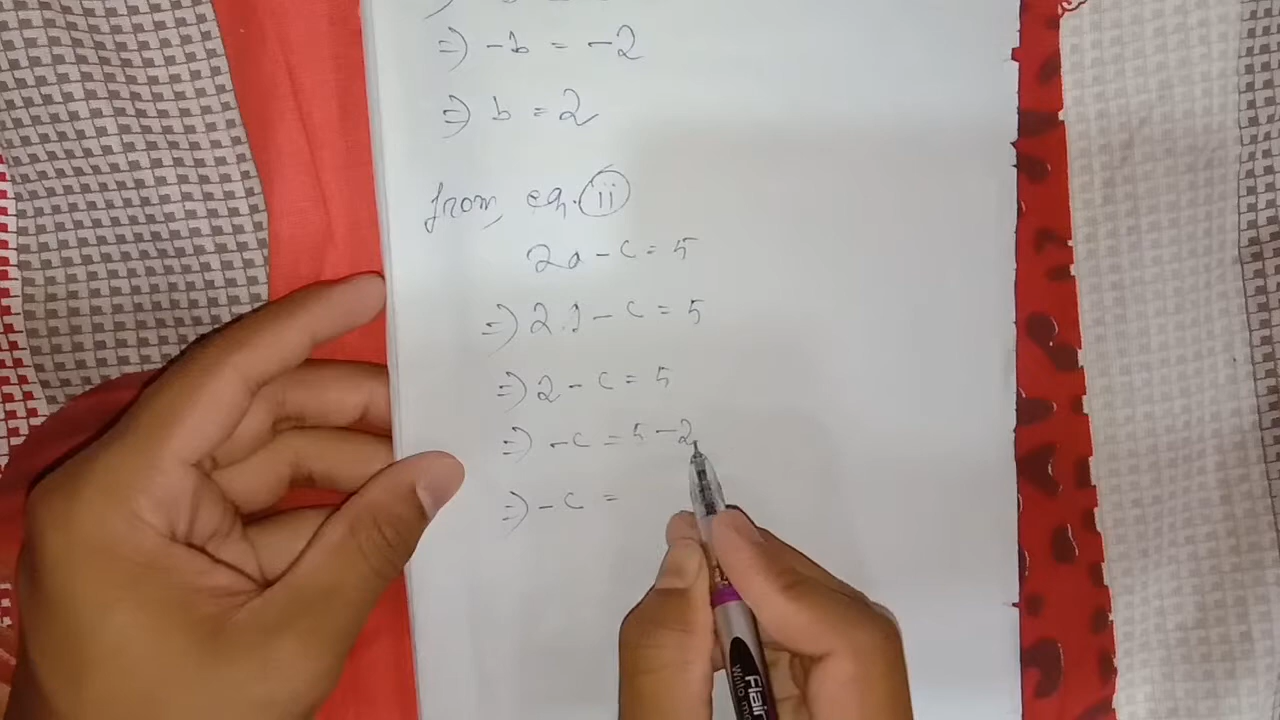 ⇒ -b = -2
⇒ b = 2
from eq. ii
2a - c = 5
⇒ 2.1 - c = 5
⇒ 2 - c = 5
⇒ -c = 5 - 2
⇒ -c =
Flair